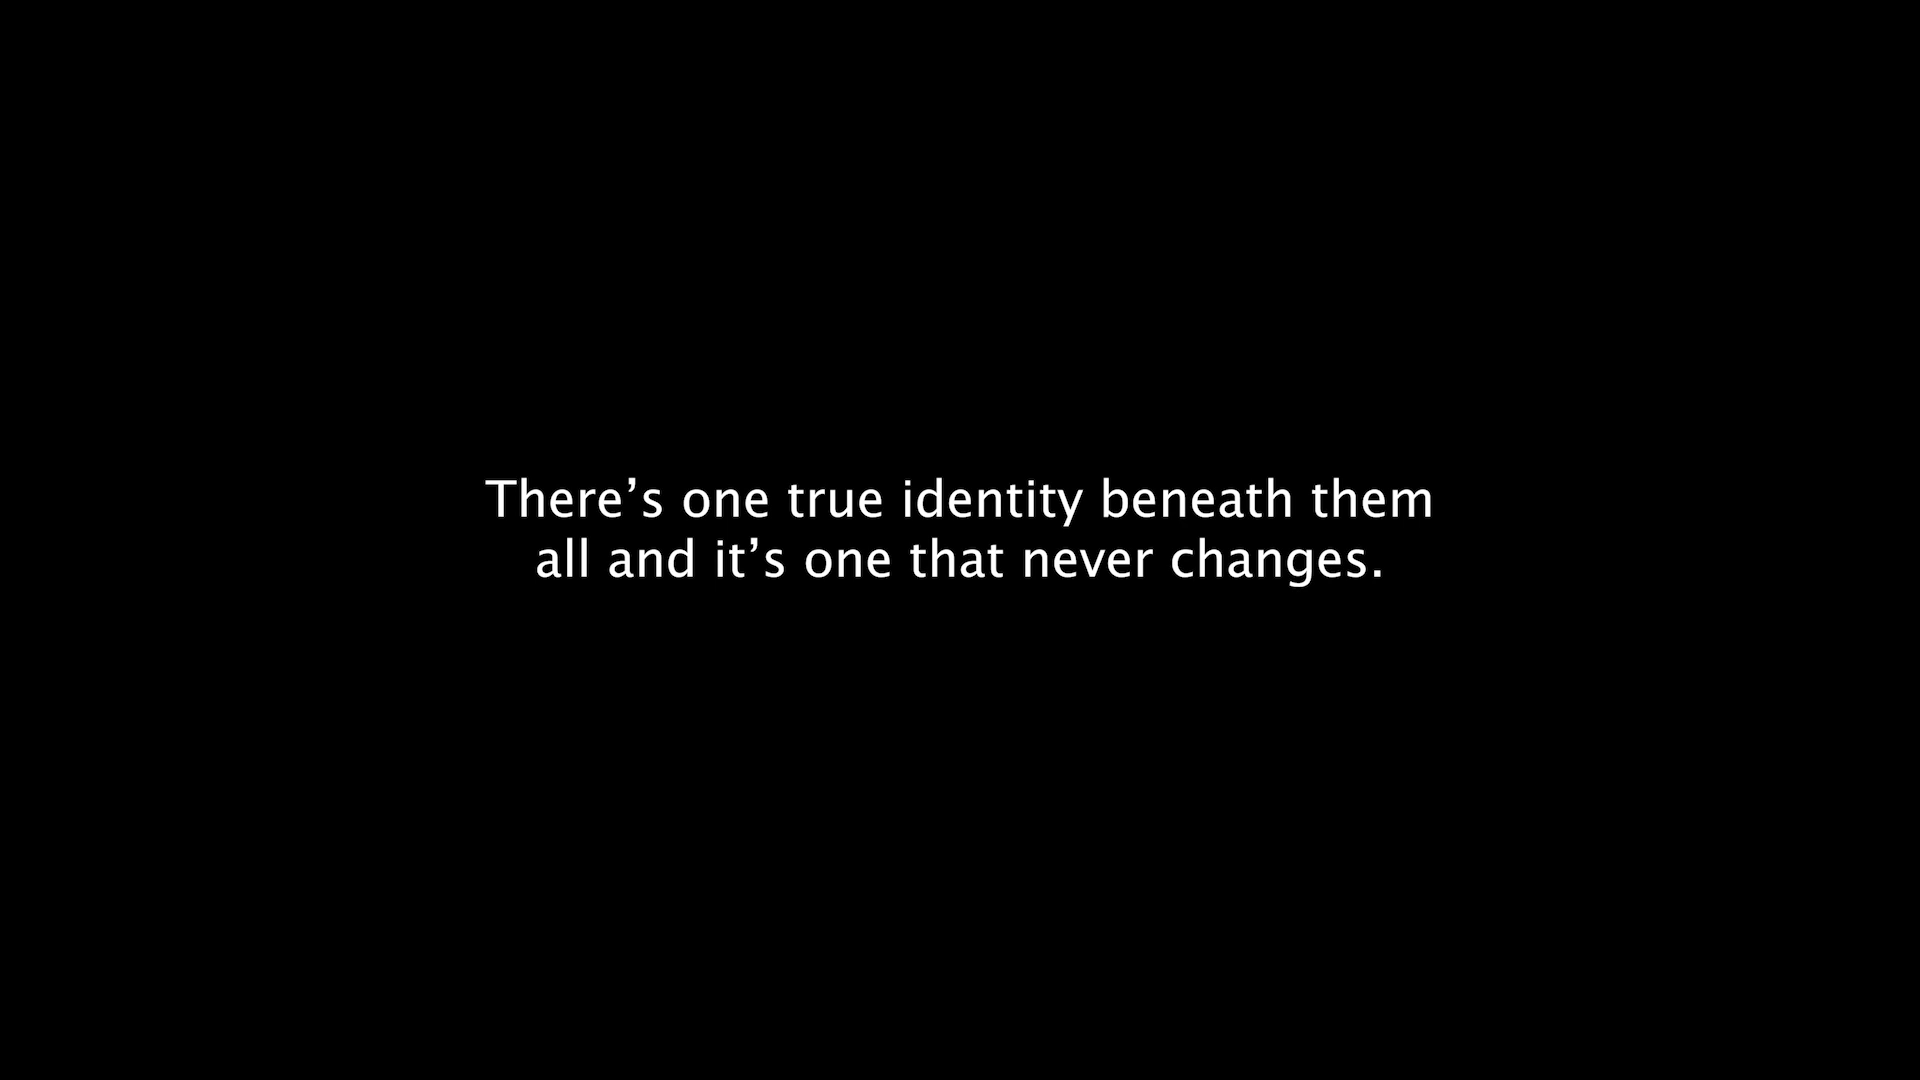 There’s one true identity beneath them
all and it’s one that never changes.